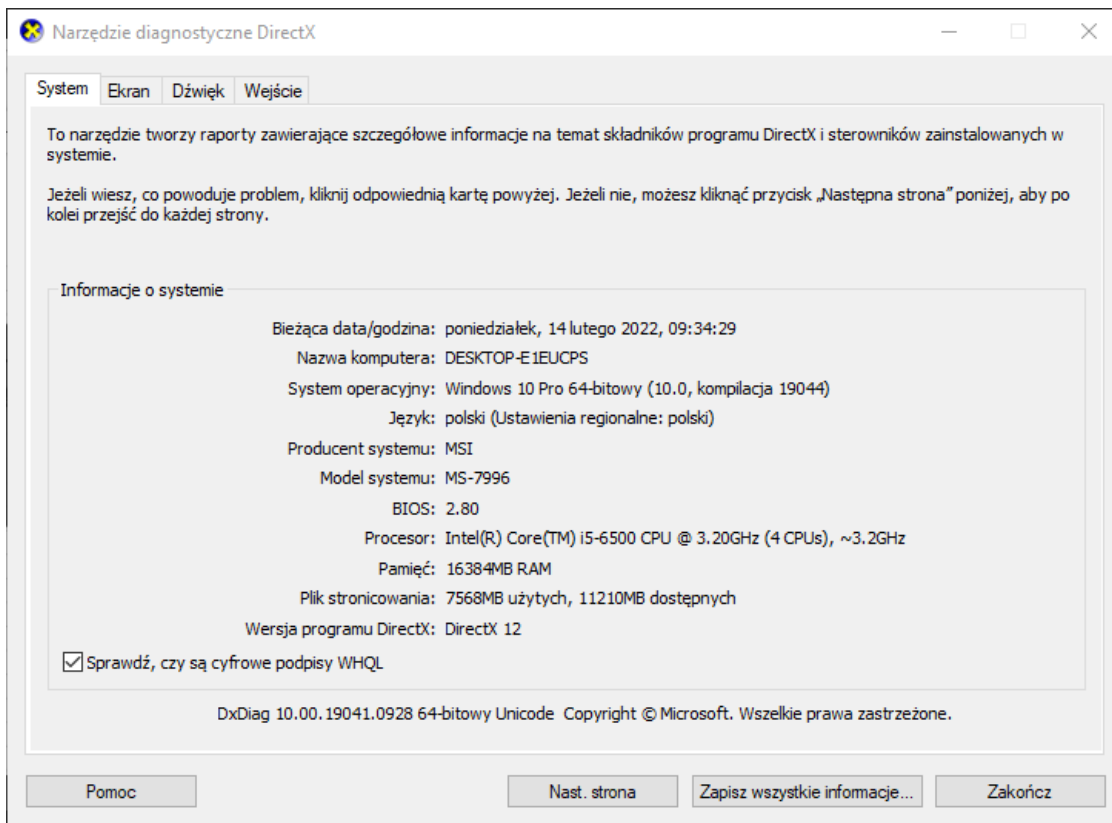 Narzędzie diagnostyczne DirectX
System Ekran Dźwięk Wejście
To narzędzie tworzy raporty zawierające szczegółowe informacje na temat składników programu DirectX i sterowników zainstalowanych w
systemie.
Jeżeli wiesz, co powoduje problem, kliknij odpowiednią kartę powyżej. Jeżeli nie, możesz kliknąć przycisk „Następna strona” poniżej, aby po
kolei przejść do każdej strony.
Informacje o systemie
Bieżąca data/godzina: poniedziałek, 14 lutego 2022, 09:34:29
Nazwa komputera: DESKTOP-E1EUCPS
System operacyjny: Windows 10 Pro 64-bitowy (10.0, kompilacja 19044)
Język: polski (Ustawienia regionalne: polski)
Producent systemu: MSI
Model systemu: MS-7996
BIOS: 2.80
Procesor: Intel(R) Core(TM) i5-6500 CPU @ 3.20GHz (4 CPUs), ~3.2GHz
Pamięć: 16384MB RAM
Plik stronicowania: 7568MB użytych, 11210MB dostępnych
Wersja programu DirectX: DirectX 12
Sprawdź, czy są cyfrowe podpisy WHQL
DxDiag 10.00.19041.0928 64-bitowy Unicode Copyright © Microsoft. Wszelkie prawa zastrzeżone.
Pomoc Nast. strona Zapisz wszystkie informacje... Zakończ